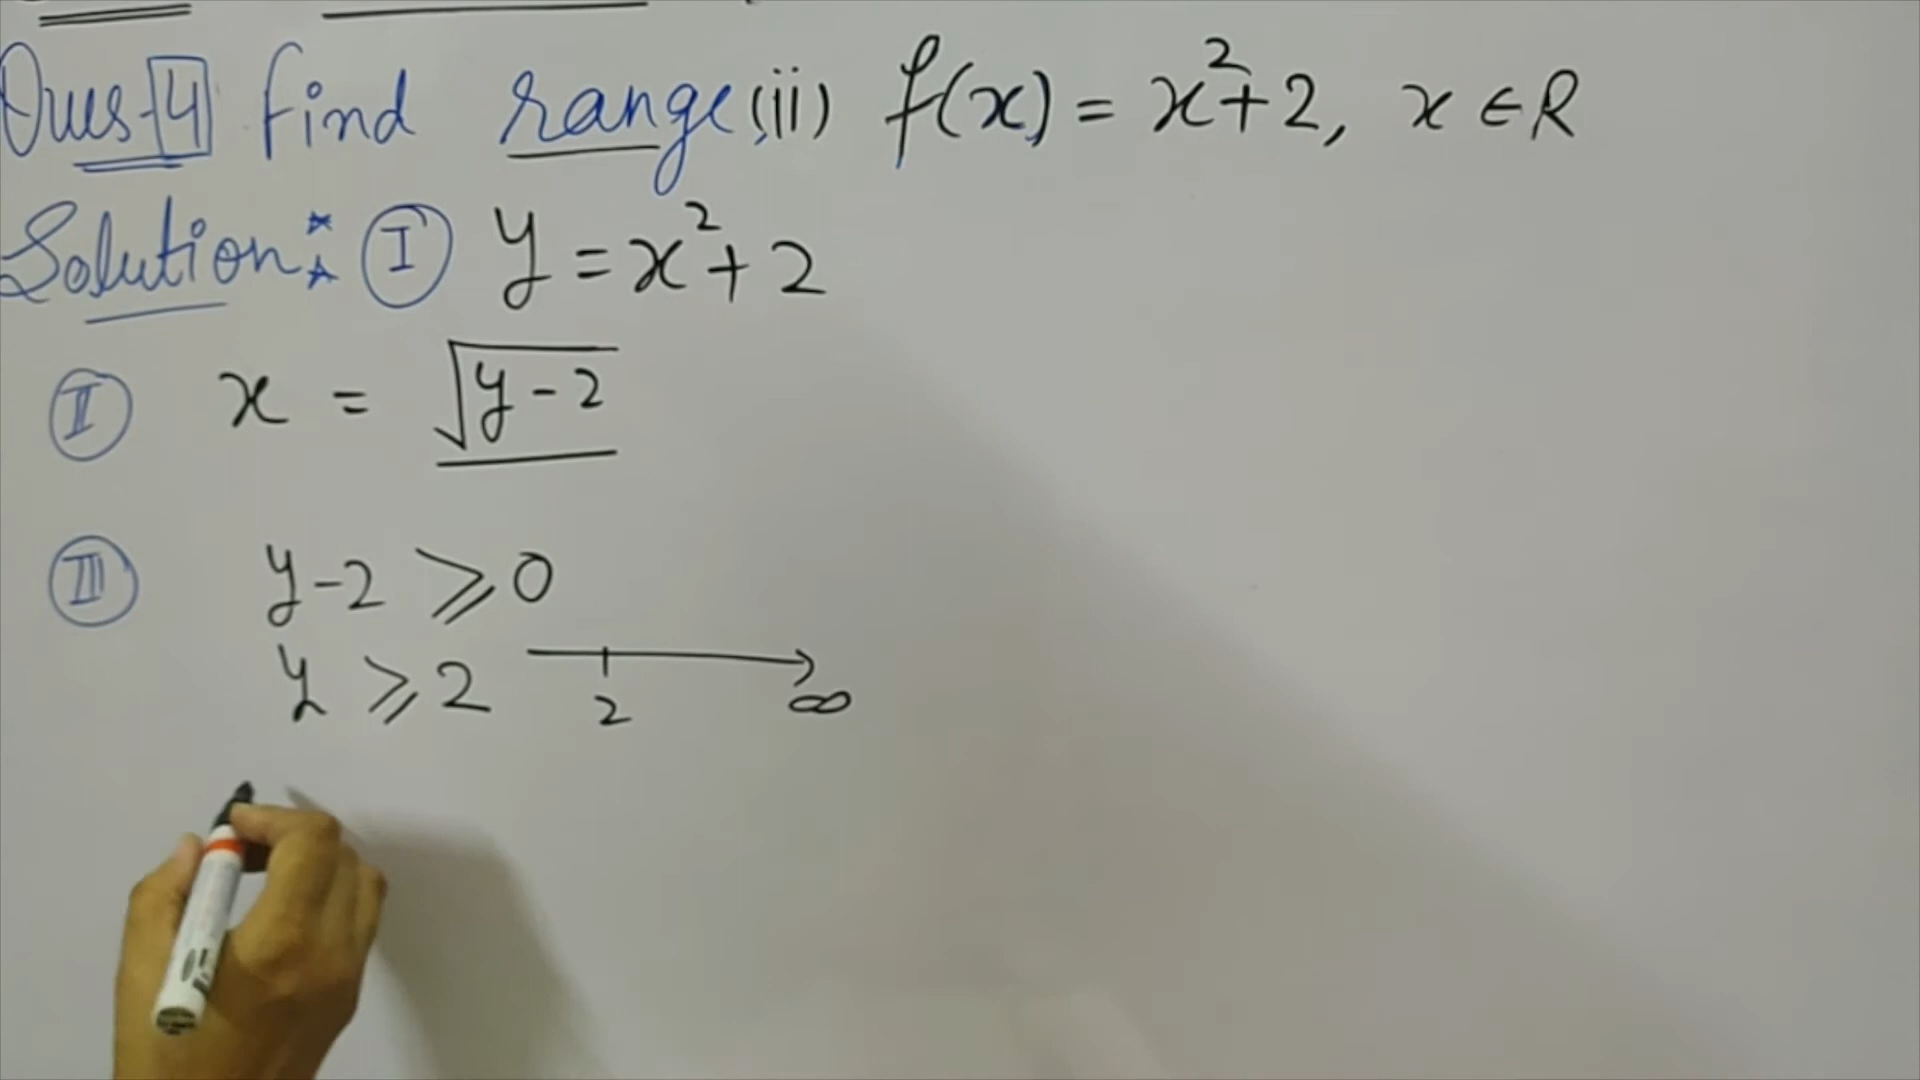 Ques-4 find range (ii) f(x) = x²+2, x ∈ R
Solution: I y = x²+2
II x = √y-2
III y-2 ⩾ 0
y ⩾ 2
2 ∞